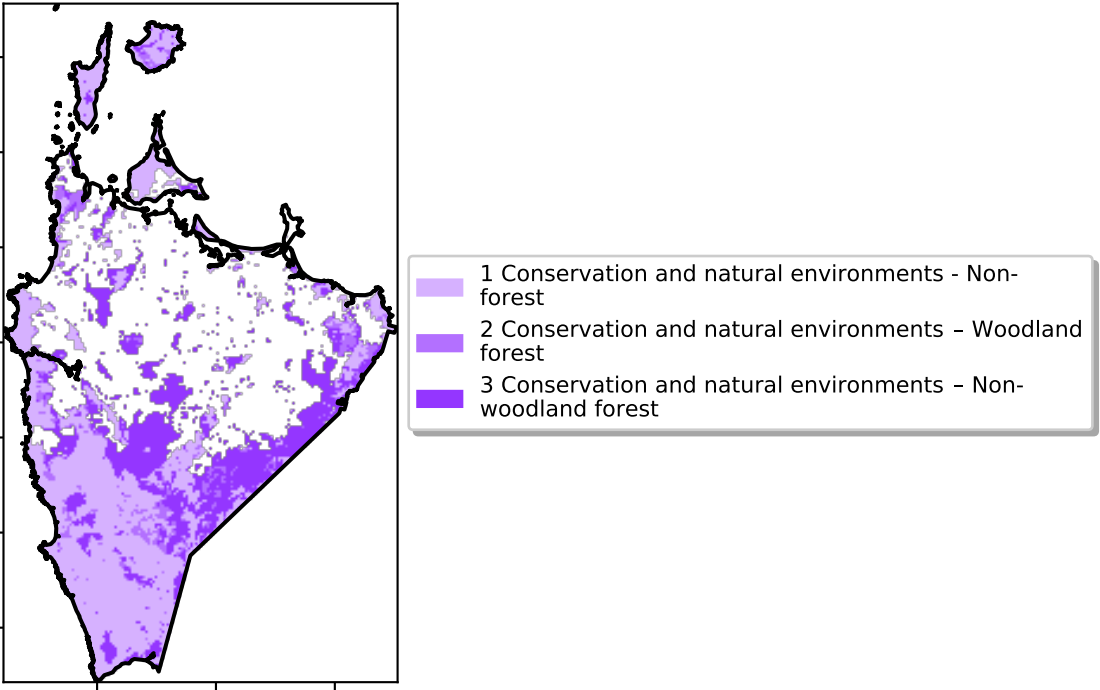 1 Conservation and natural environments - Non-
forest
2 Conservation and natural environments – Woodland
forest
3 Conservation and natural environments – Non-
woodland forest